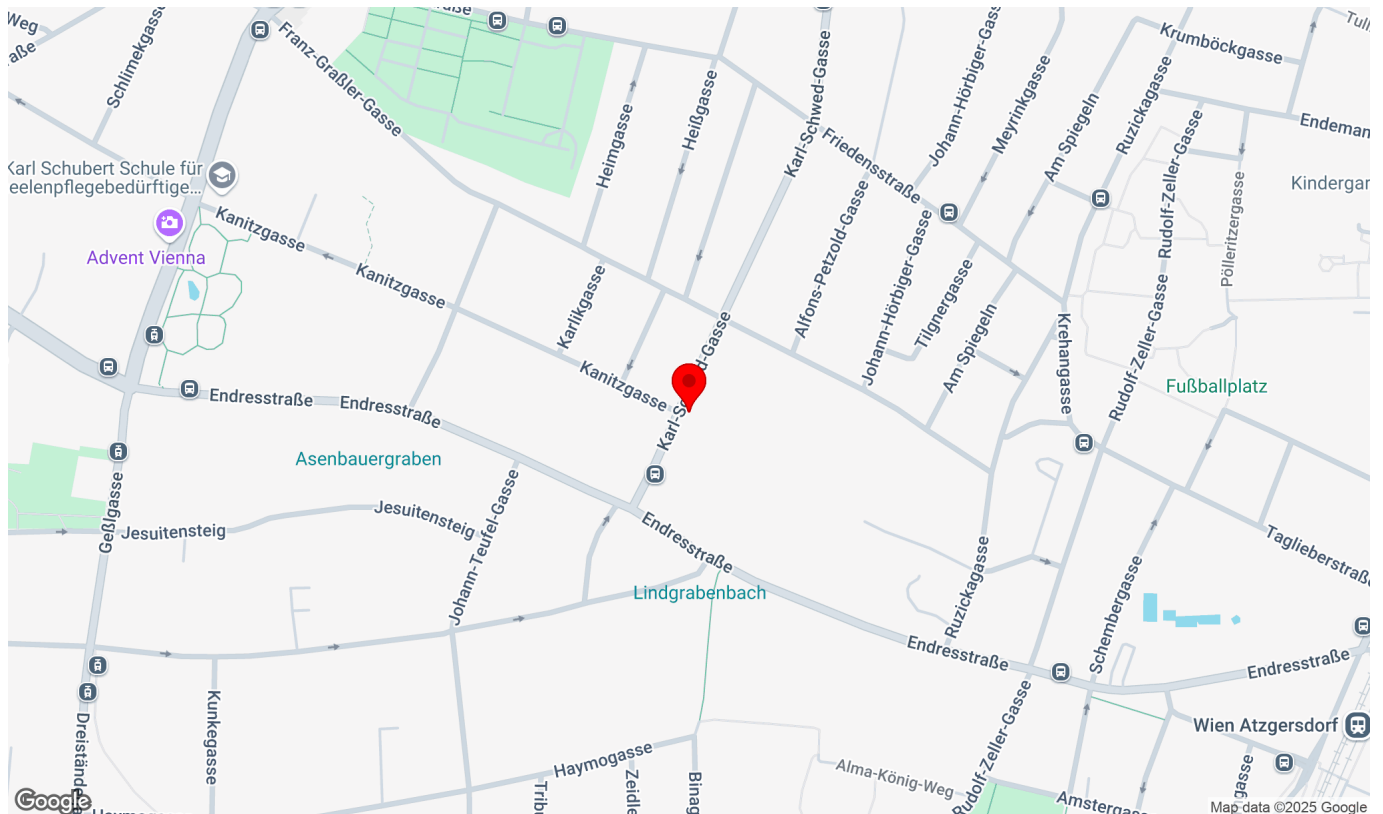 Weg
Schlimekgasse
Franz-Graßler-Gasse
Heimgasse
Heißgasse
Karl-Schwed-Gasse
Johann-Hörbiger-Gasse
Meyrinkgasse
Krumböckgasse
Ruzickagasse
Am Spiegeln
Friedensstraße
Rudolf-Zeller-Gasse
Pölleritzergasse
Karl Schubert Schule für
eelenpflegebedürftige...
Advent Vienna
Kanitzgasse
Kanitzgasse
Karlikgasse
Kanitzgasse
Alfons-Petzold-Gasse
Johann-Hörbiger-Gasse
Tilgnergasse
Am Spiegeln
Krehangasse
Rudolf-Zeller-Gasse
Fußballplatz
Endresstraße
Endresstraße
Asenbauergraben
Geßlgasse
Jesuitensteig
Jesuitensteig
Johann-Teufel-Gasse
Endresstraße
Lindgrabenbach
Ruzickagasse
Schembergasse
Taglieberstraße
Endresstraße
Endresstraße
Wien Atzgersdorf
Kunkegasse
Haymogasse
Rudolf-Zeller-Gasse
Alma-König-Weg
Google
Map data ©2025 Google